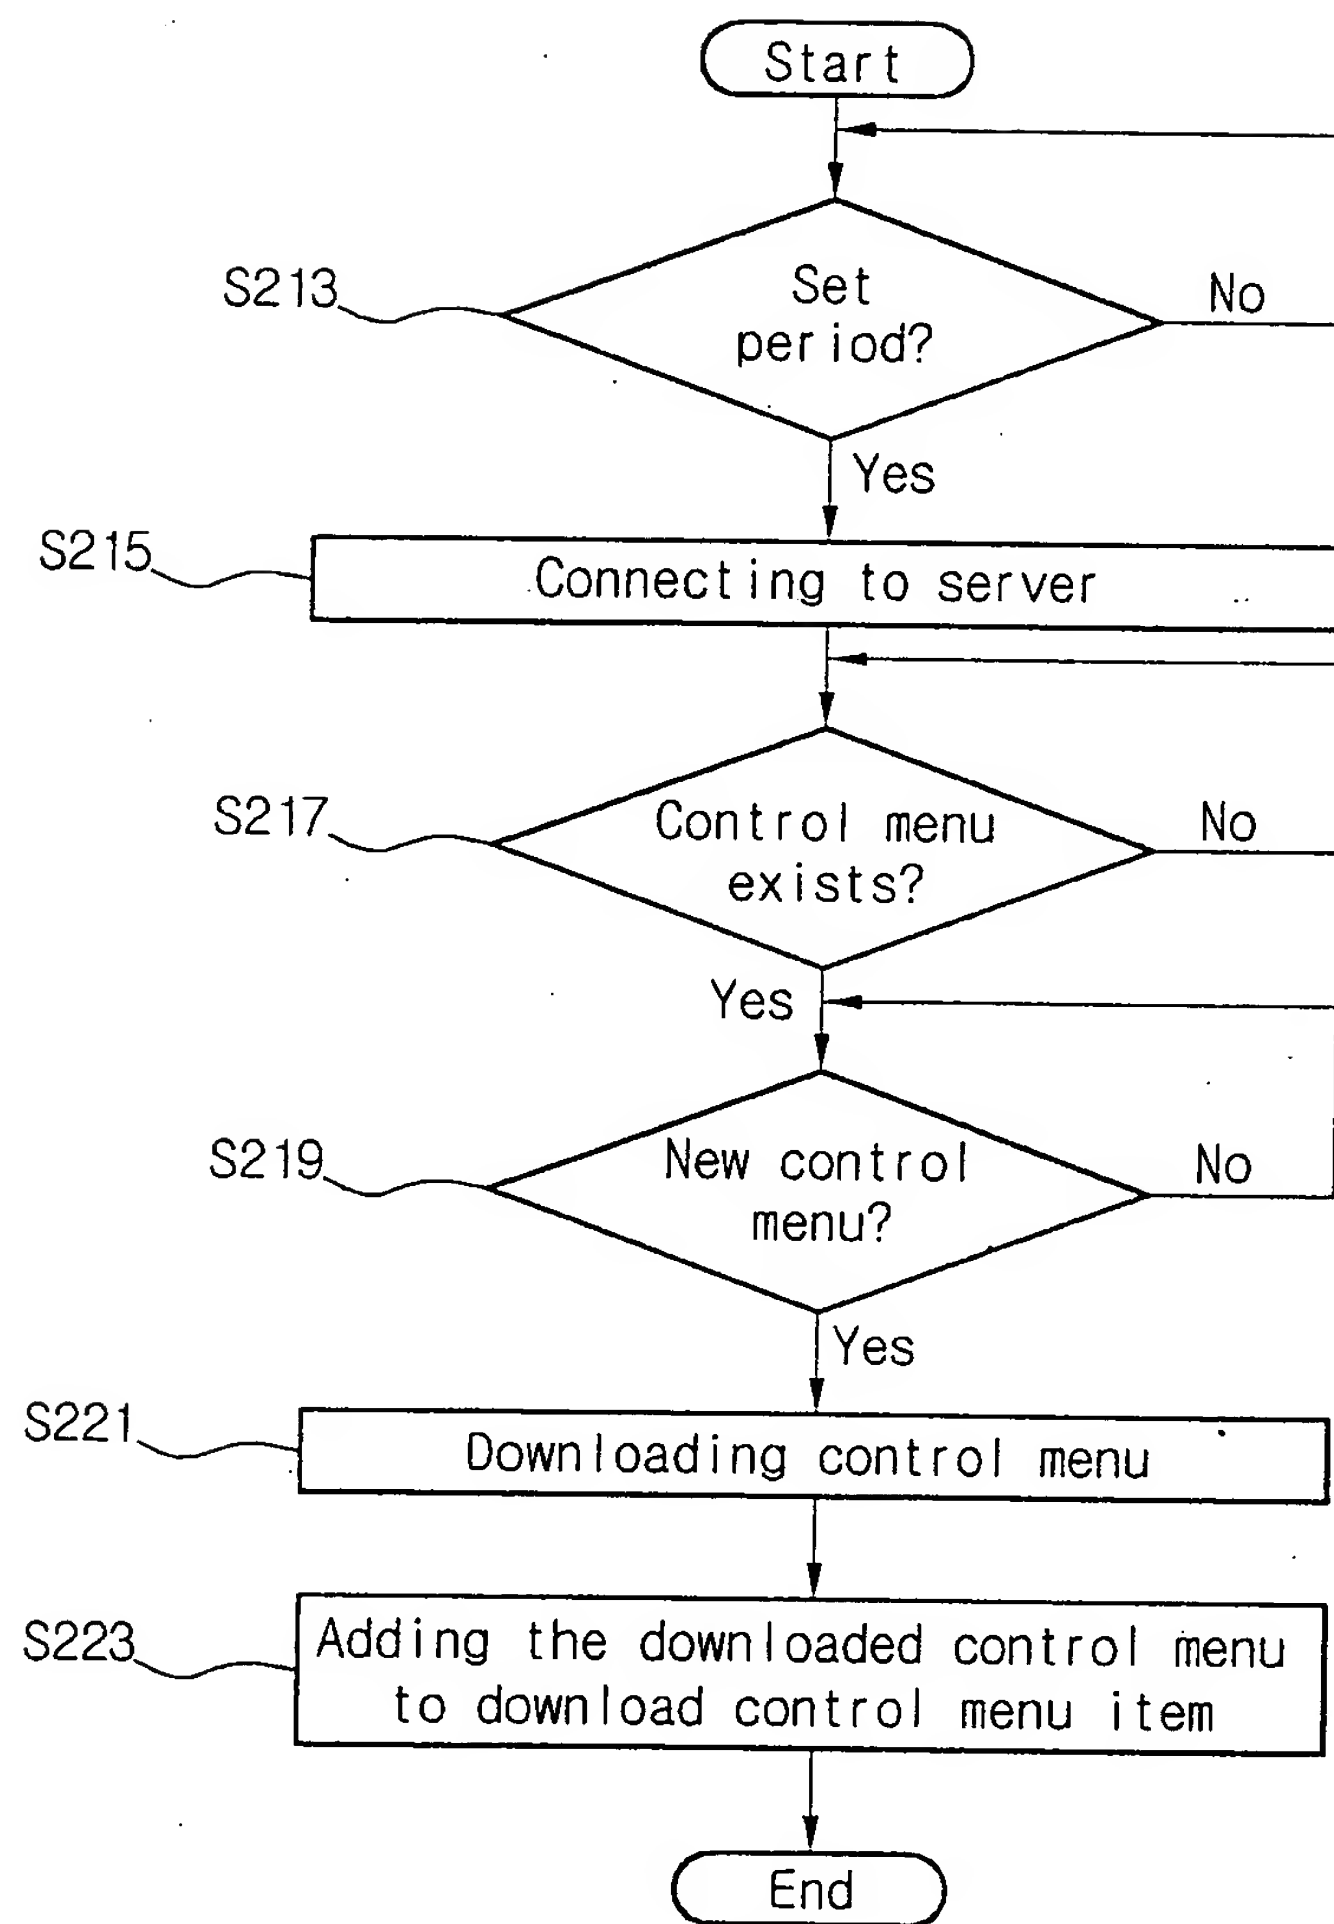 Start
S213
Set
period?
No
Yes
S215
Connecting to server
S217
Control menu
exists?
No
Yes
S219
New control
menu?
No
Yes
S221
Downloading control menu
S223
Adding the downloaded control menu
to download control menu item
End